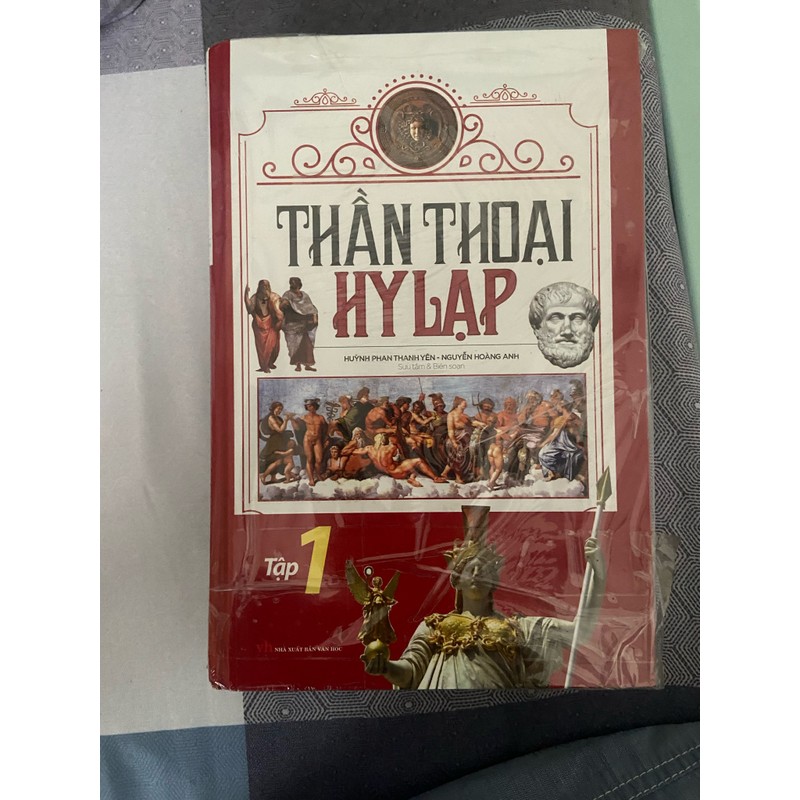 THẦN THOẠI
HY LẠP
HUỲNH PHAN THANH YÊN - NGUYỄN HOÀNG ANH
Sưu tầm & Biên soạn
Tập 1
vh NHÀ XUẤT BẢN VĂN HỌC